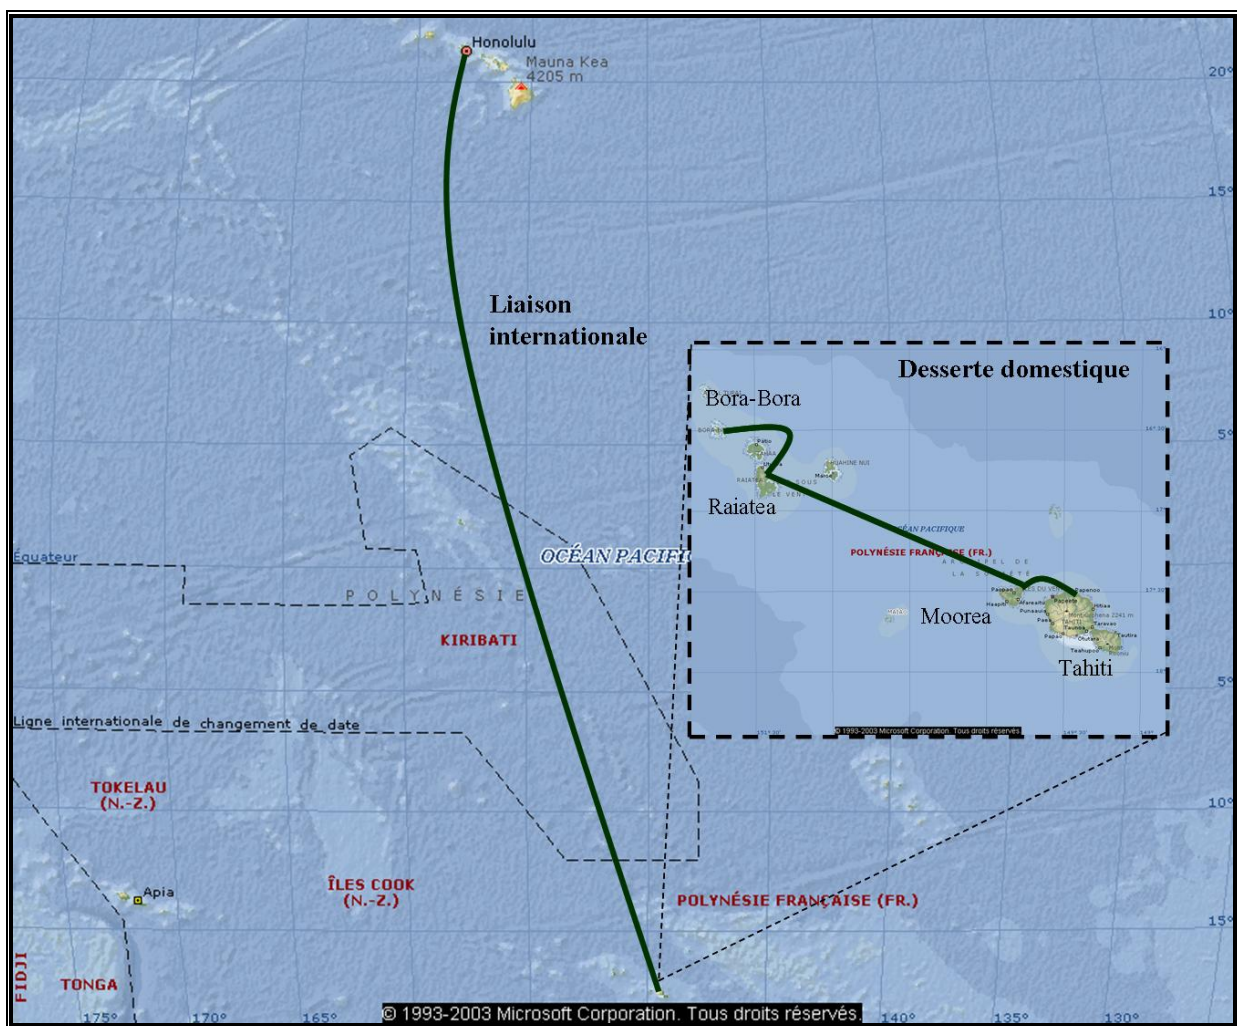 Honolulu
Mauna Kea
4205 m
20°
15°
Liaison
internationale
10°
Desserte domestique
Bora-Bora
5°
HUAHINE NUI
Raiatea
OCÉAN PACIFI
POLYNÉSIE FRANÇAISE (FR.)
Équateur
POLYNÉSIE
Moorea
KIRIBATI
Tahiti
5°
Ligne internationale de changement de date
© 1993-2003 Microsoft Corporation. Tous droits réservés.
TOKELAU
(N.-Z.)
10°
ÎLES COOK
(N.-Z.)
Apia
POLYNÉSIE FRANÇAISE (FR.)
15°
FIDJI
TONGA
© 1993-2003 Microsoft Corporation. Tous droits réservés.
175°
170°
165°
140°
135°
130°